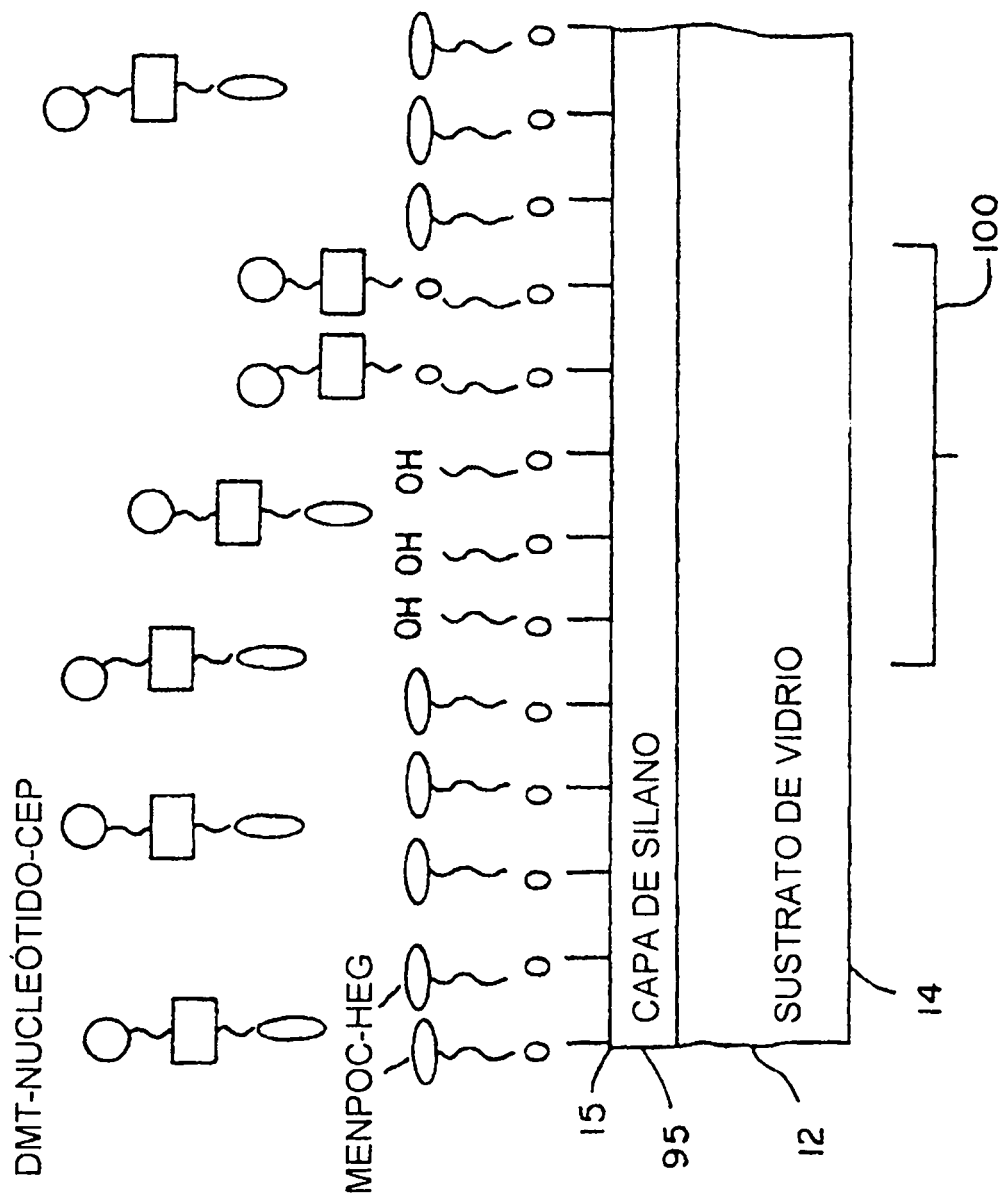 DMT-NUCLEÓTIDO-CEP
MENPOC-HEG
O O
OH OH OH
O O O O O O O O O O O O O
15
CAPA DE SILANO
95
SUSTRATO DE VIDRIO
12
14
100